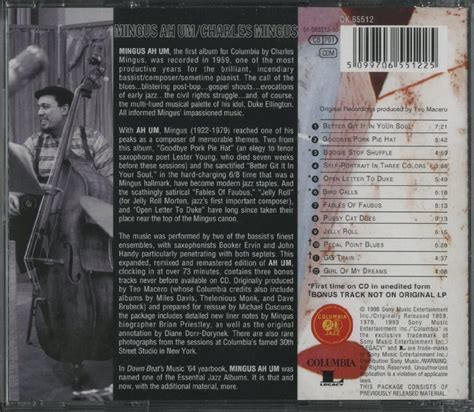 MINGUS AH UM/CHARLES MINGUS
MINGUS AH UM, the first album for Columbia by Charles
Mingus, was recorded in 1959, one of the most
productive years for the brilliant, incendiary
bassist/composer/sometime pianist. The call of the
blues...blistering post-bop...gospel shouts...evocations
of early jazz...the civil rights struggle...and, of course,
the multi-hued musical palette of his idol, Duke Ellington.
All informed Mingus' impassioned music.
With AH UM, Mingus (1922-1979) reached one of his
peaks as a composer of memorable themes. Two from
this album, "Goodbye Pork Pie Hat" (an elegy to tenor
saxophone poet Lester Young, who died seven weeks
before these sessions) and the sanctified "Better Git It In
Your Soul," in the hard-charging 6/8 time that was a
Mingus hallmark, have become modern jazz staples. And
the scathingly satirical "Fables Of Faubus," "Jelly Roll"
(for Jelly Roll Morton, jazz's first important composer),
and "Open Letter To Duke" have long since taken their
place near the top of the Mingus canon.
The music was performed by two of the bassist's finest
ensembles, with saxophonists Booker Ervin and John
Handy particularly penetrating with both septets. This
expanded, remixed and remastered edition of AH UM,
clocking in at over 73 minutes, contains three bonus
tracks never before available on CD. Originally produced
by Teo Macero (whose Columbia credits also include
albums by Miles Davis, Thelonious Monk, and Dave
Brubeck) and prepared for reissue by Michael Cuscuna,
the package includes detailed new liner notes by Mingus
biographer Brian Priestley, as well as the original
annotation by Diane Dorr-Dorynek. There are also rare
photographs from the sessions at Columbia's famed 30th
Street Studio in New York.
In Down Beat's Music '64 yearbook, MINGUS AH UM was
named one of the Essential Jazz Albums. It is that and
now, with the additional material, more.
CK 65512
5 099706 551225
Original Recordings produced by Teo Macero
1 BETTER GIT IT IN YOUR SOUL* 7:21
2 GOODBYE PORK PIE HAT
3 BOOGIE STOP SHUFFLE
4 SELF-PORTRAIT IN THREE COLORS
5 OPEN LETTER TO DUKE
6 BIRD CALLS
7 FABLES OF FAUBUS
8 PUSSY CAT DUES
9 JELLY ROLL
10 PEDAL POINT BLUES
11 GG TRAIN
12 GIRL OF MY DREAMS
*First time on CD in unedited form
BONUS TRACK NOT ON ORIGINAL LP
COLUMBIA
JAZZ
COLUMBIA
LEGACY
THIS PACKAGE CONSISTS OF
PREVIOUSLY RELEASED MATERIAL.